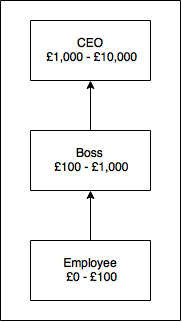 CEO
£1,000 - £10,000
Boss
£100 - £1,000
Employee
£0 - £100